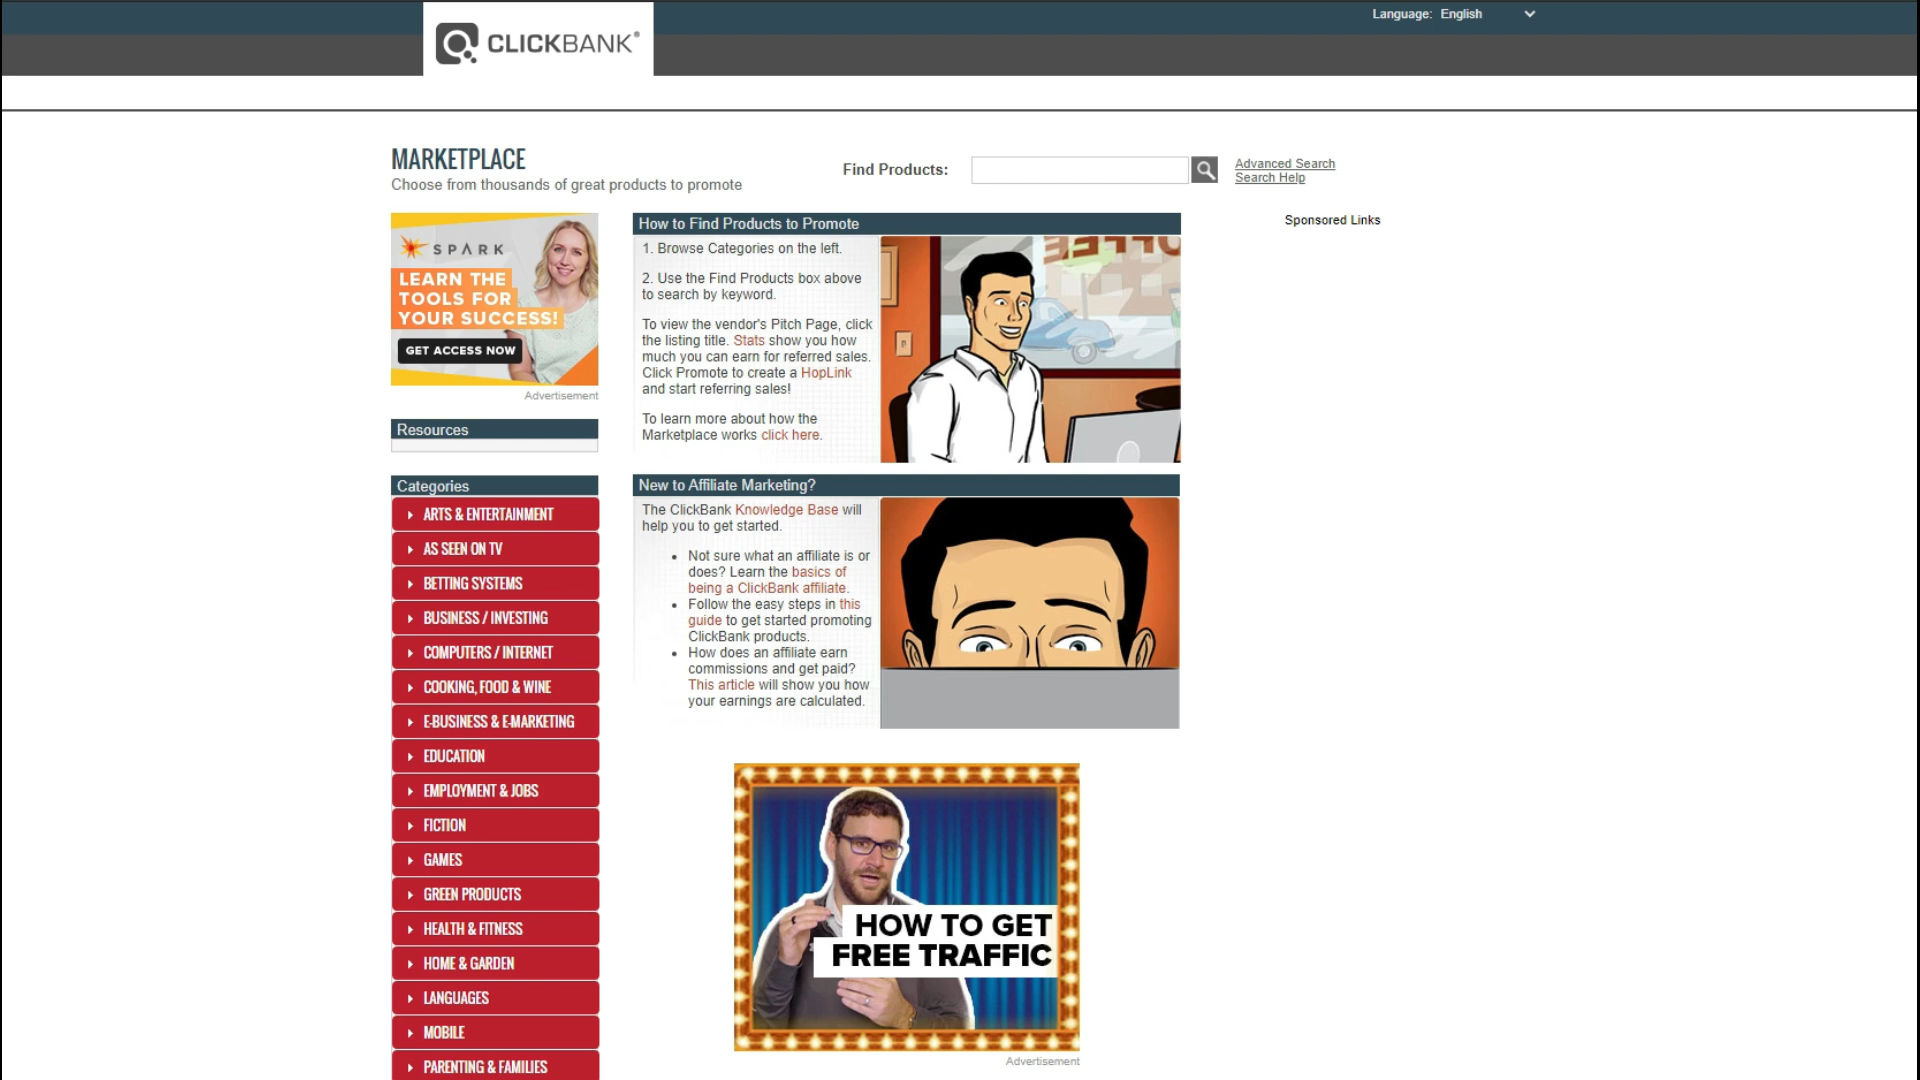 Language: English
CLICKBANK®
MARKETPLACE
Choose from thousands of great products to promote
Find Products:
Advanced Search
Search Help
SPARK
LEARN THE
TOOLS FOR
YOUR SUCCESS!
GET ACCESS NOW
Advertisement
Resources
Categories
ARTS & ENTERTAINMENT
AS SEEN ON TV
BETTING SYSTEMS
BUSINESS / INVESTING
COMPUTERS / INTERNET
COOKING, FOOD & WINE
E-BUSINESS & E-MARKETING
EDUCATION
EMPLOYMENT & JOBS
FICTION
GAMES
GREEN PRODUCTS
HEALTH & FITNESS
HOME & GARDEN
LANGUAGES
MOBILE
PARENTING & FAMILIES
How to Find Products to Promote
1. Browse Categories on the left.
2. Use the Find Products box above
to search by keyword.
To view the vendor's Pitch Page, click
the listing title. Stats show you how
much you can earn for referred sales.
Click Promote to create a HopLink
and start referring sales!
To learn more about how the
Marketplace works click here.
OFFEE
New to Affiliate Marketing?
The ClickBank Knowledge Base will
help you to get started.
• Not sure what an affiliate is or
does? Learn the basics of
being a ClickBank affiliate.
• Follow the easy steps in this
guide to get started promoting
ClickBank products.
• How does an affiliate earn
commissions and get paid?
This article will show you how
your earnings are calculated.
HOW TO GET
FREE TRAFFIC
Advertisement
Sponsored Links